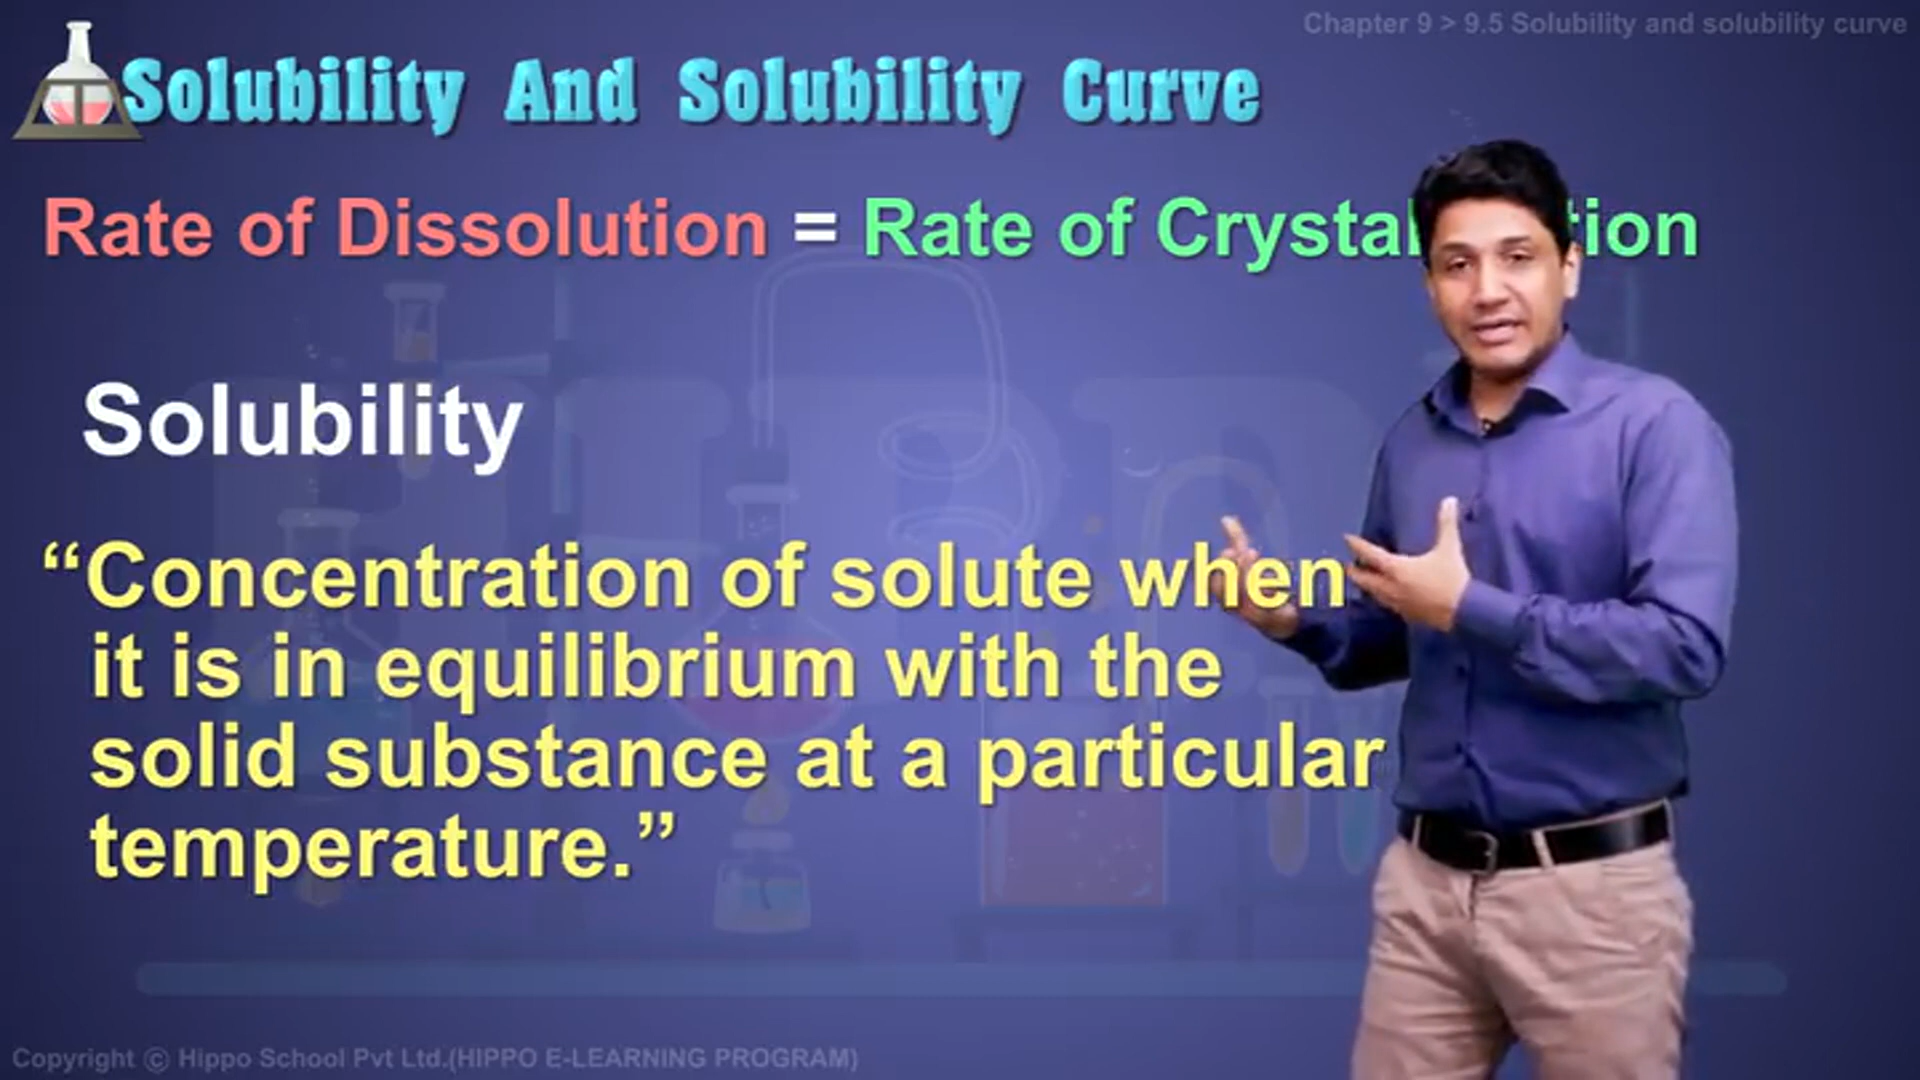 Chapter 9 > 9.5 Solubility and solubility curve
Solubility And Solubility Curve
Rate of Dissolution = Rate of
Solubility
“Concentration of solute when
it is in equilibrium with the
solid substance at a particular
temperature.”
Copyright © Hippo School Pvt Ltd.(HIPPO E-LEARNING PROGRAM)